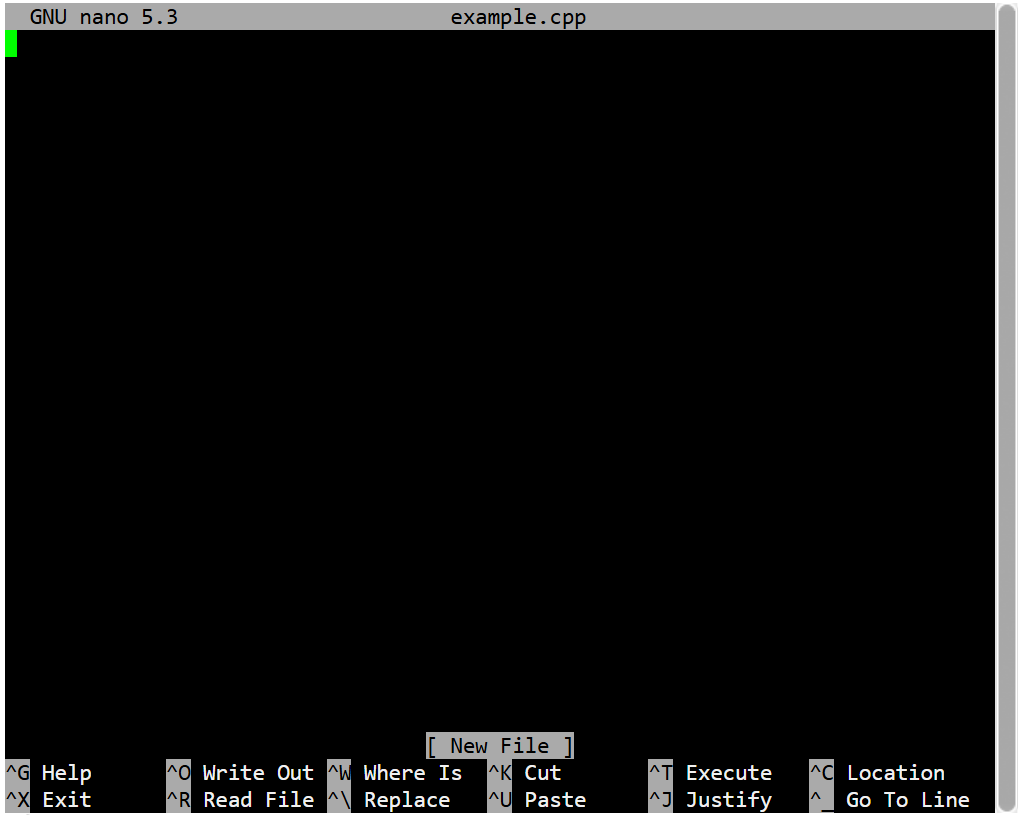 GNU nano 5.3 example.cpp
[ New File ]
^G Help ^O Write Out ^W Where Is ^K Cut ^T Execute ^C Location
^X Exit ^R Read File ^\ Replace ^U Paste ^J Justify ^_ Go To Line